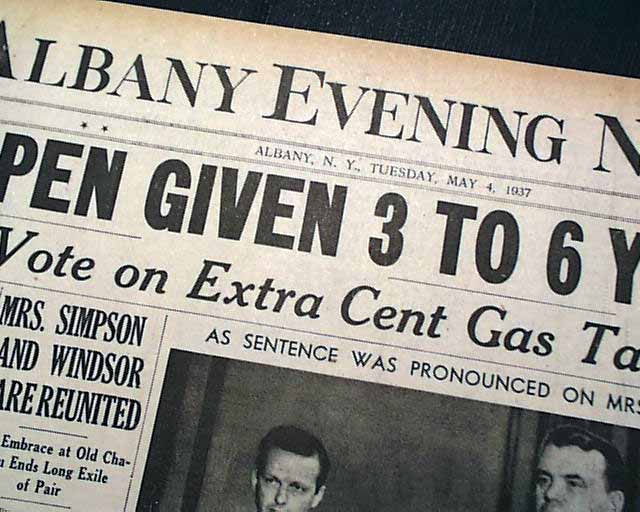 ALBANY EVENING N
ALBANY, N. Y., TUESDAY, MAY 4, 1937
PEN GIVEN 3 TO 6 Y
Vote on Extra Cent Gas Ta
MRS. SIMPSON
AND WINDSOR
ARE REUNITED
Embrace at Old Cha-
u Ends Long Exile
of Pair
AS SENTENCE WAS PRONOUNCED ON MRS